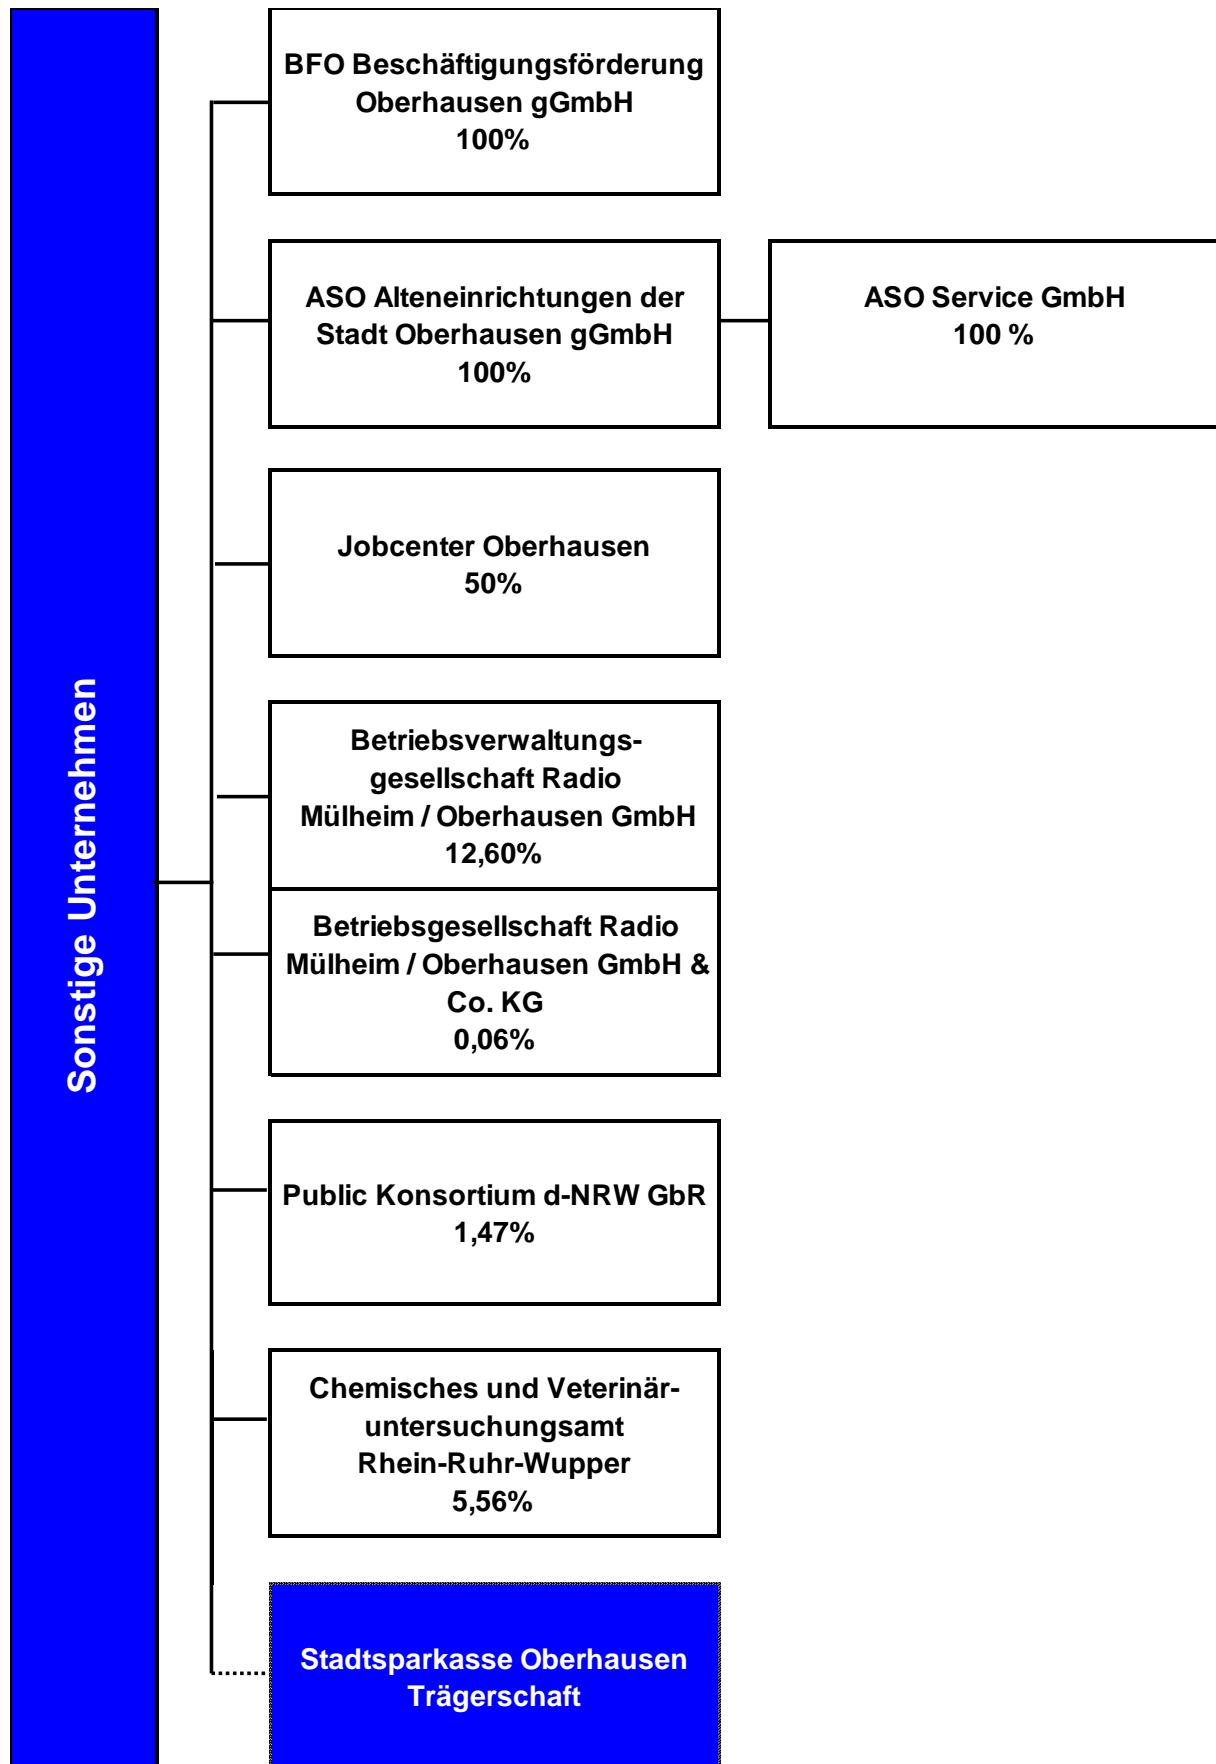 Sonstige Unternehmen
BFO Beschäftigungsförderung
Oberhausen gGmbH
100%
ASO Alteneinrichtungen der
Stadt Oberhausen gGmbH
100%
ASO Service GmbH
100 %
Jobcenter Oberhausen
50%
Betriebsverwaltungs-
gesellschaft Radio
Mülheim / Oberhausen GmbH
12,60%
Betriebsgesellschaft Radio
Mülheim / Oberhausen GmbH &
Co. KG
0,06%
Public Konsortium d-NRW GbR
1,47%
Chemisches und Veterinär-
untersuchungsamt
Rhein-Ruhr-Wupper
5,56%
Stadtsparkasse Oberhausen
Trägerschaft